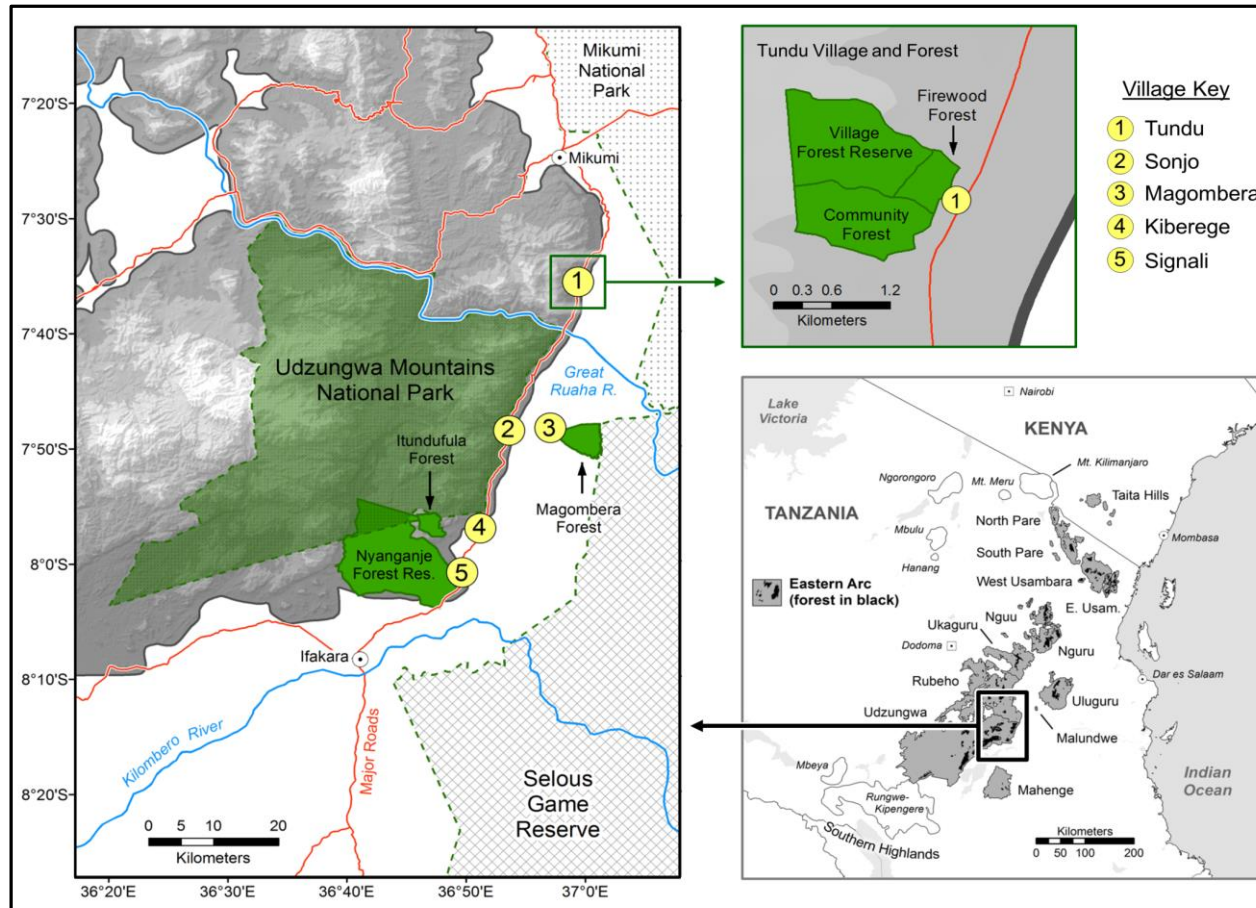 Mikumi
National
Park
7°20'S
7°30'S
7°40'S
7°50'S
8°0'S
8°10'S
8°20'S
Mikumi
1
Udzungwa Mountains
National Park
Great
Ruaha R.
2
3
Itundufula
Forest
Magombera
Forest
4
Nyanganje
Forest Res.
5
Ifakara
Kilombero River
Major Roads
Selous
Game
Reserve
0 5 10 20
Kilometers
36°20'E
36°30'E
36°40'E
36°50'E
37°0'E
Tundu Village and Forest
Firewood
Forest
Village
Forest Reserve
Community
Forest
1
0 0.3 0.6 1.2
Kilometers
Village Key
1 Tundu
2 Sonjo
3 Magombera
4 Kiberege
5 Signali
Lake
Victoria
Nairobi
KENYA
Mt. Kilimanjaro
Ngorongoro
Mt. Meru
Taita Hills
TANZANIA
North Pare
Mbulu
South Pare
Mombasa
Hanang
West Usambara
Eastern Arc
(forest in black)
E. Usam.
Nguu
Ukaguru
Dodoma
Nguru
Rubeho
Dar es Salaam
Uluguru
Udzungwa
Malundwe
Mbeya
Mahenge
Indian
Ocean
Rungwe-
Kipengere
Southern Highlands
Kilometers
0 50 100 200